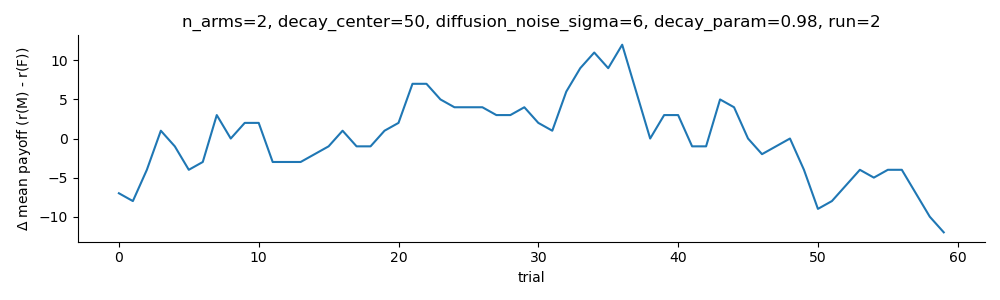 n_arms=2, decay_center=50, diffusion_noise_sigma=6, decay_param=0.98, run=2
Δ mean payoff (r(M) - r(F))
10
5
0
−5
−10
0 10 20 30 40 50 60
trial